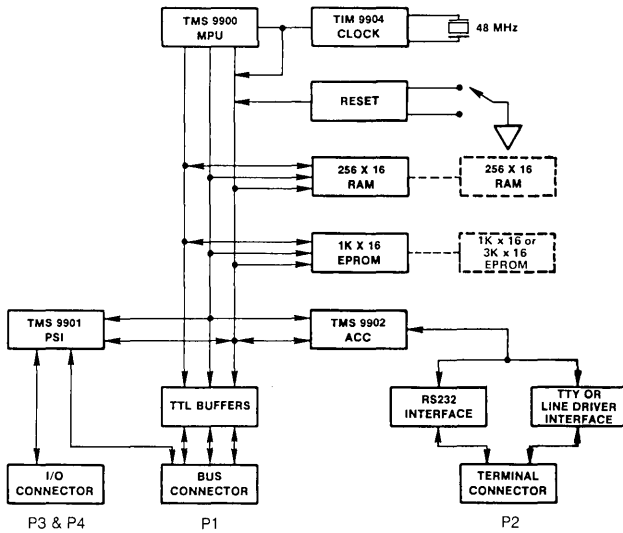 TMS 9900
MPU
TIM 9904
CLOCK
48 MHz
RESET
256 X 16
RAM
256 X 16
RAM
1K x 16
EPROM
1K x 16 or
3K x 16
EPROM
TMS 9901
PSI
TMS 9902
ACC
TTL BUFFERS
RS232
INTERFACE
TTY OR
LINE DRIVER
INTERFACE
I/O
CONNECTOR
BUS
CONNECTOR
TERMINAL
CONNECTOR
P3 & P4
P1
P2